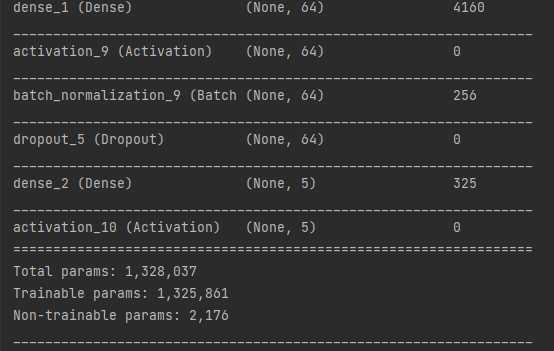 dense_1 (Dense) (None, 64) 4160
_________________________________________________________________
activation_9 (Activation) (None, 64) 0
_________________________________________________________________
batch_normalization_9 (Batch (None, 64) 256
_________________________________________________________________
dropout_5 (Dropout) (None, 64) 0
_________________________________________________________________
dense_2 (Dense) (None, 5) 325
_________________________________________________________________
activation_10 (Activation) (None, 5) 0
=================================================================
Total params: 1,328,037
Trainable params: 1,325,861
Non-trainable params: 2,176
_________________________________________________________________